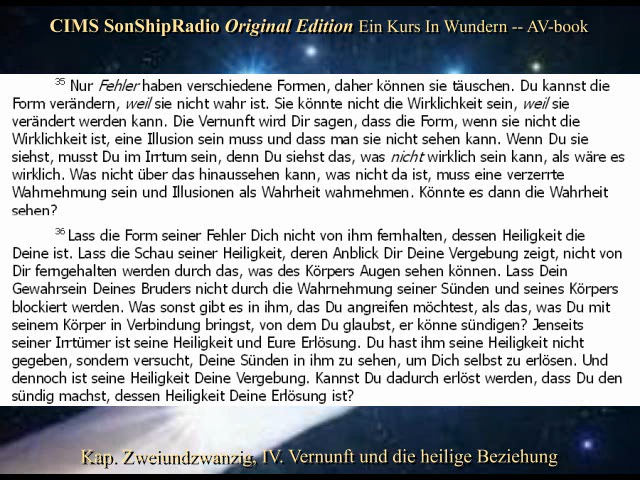 CIMS SonShipRadio Original Edition Ein Kurs In Wundern -- AV-book
35 Nur Fehler haben verschiedene Formen, daher können sie täuschen. Du kannst die
Form verändern, weil sie nicht wahr ist. Sie könnte nicht die Wirklichkeit sein, weil sie
verändert werden kann. Die Vernunft wird Dir sagen, dass die Form, wenn sie nicht die
Wirklichkeit ist, eine Illusion sein muss und dass man sie nicht sehen kann. Wenn Du sie
siehst, musst Du im Irrtum sein, denn Du siehst das, was nicht wirklich sein kann, als wäre es
wirklich. Was nicht über das hinaussehen kann, was nicht da ist, muss eine verzerrte
Wahrnehmung sein und Illusionen als Wahrheit wahrnehmen. Könnte es dann die Wahrheit
sehen?
36 Lass die Form seiner Fehler Dich nicht von ihm fernhalten, dessen Heiligkeit die
Deine ist. Lass die Schau seiner Heiligkeit, deren Anblick Dir Deine Vergebung zeigt, nicht von
Dir ferngehalten werden durch das, was des Körpers Augen sehen können. Lass Dein
Gewahrsein Deines Bruders nicht durch die Wahrnehmung seiner Sünden und seines Körpers
blockiert werden. Was sonst gibt es in ihm, das Du angreifen möchtest, als das, was Du mit
seinem Körper in Verbindung bringst, von dem Du glaubst, er könne sündigen? Jenseits
seiner Irrtümer ist seine Heiligkeit und Eure Erlösung. Du hast ihm seine Heiligkeit nicht
gegeben, sondern versucht, Deine Sünden in ihm zu sehen, um Dich selbst zu erlösen. Und
dennoch ist seine Heiligkeit Deine Vergebung. Kannst Du dadurch erlöst werden, dass Du den
sündig machst, dessen Heiligkeit Deine Erlösung ist?
Kap. Zweiundzwanzig, IV. Vernunft und die heilige Beziehung